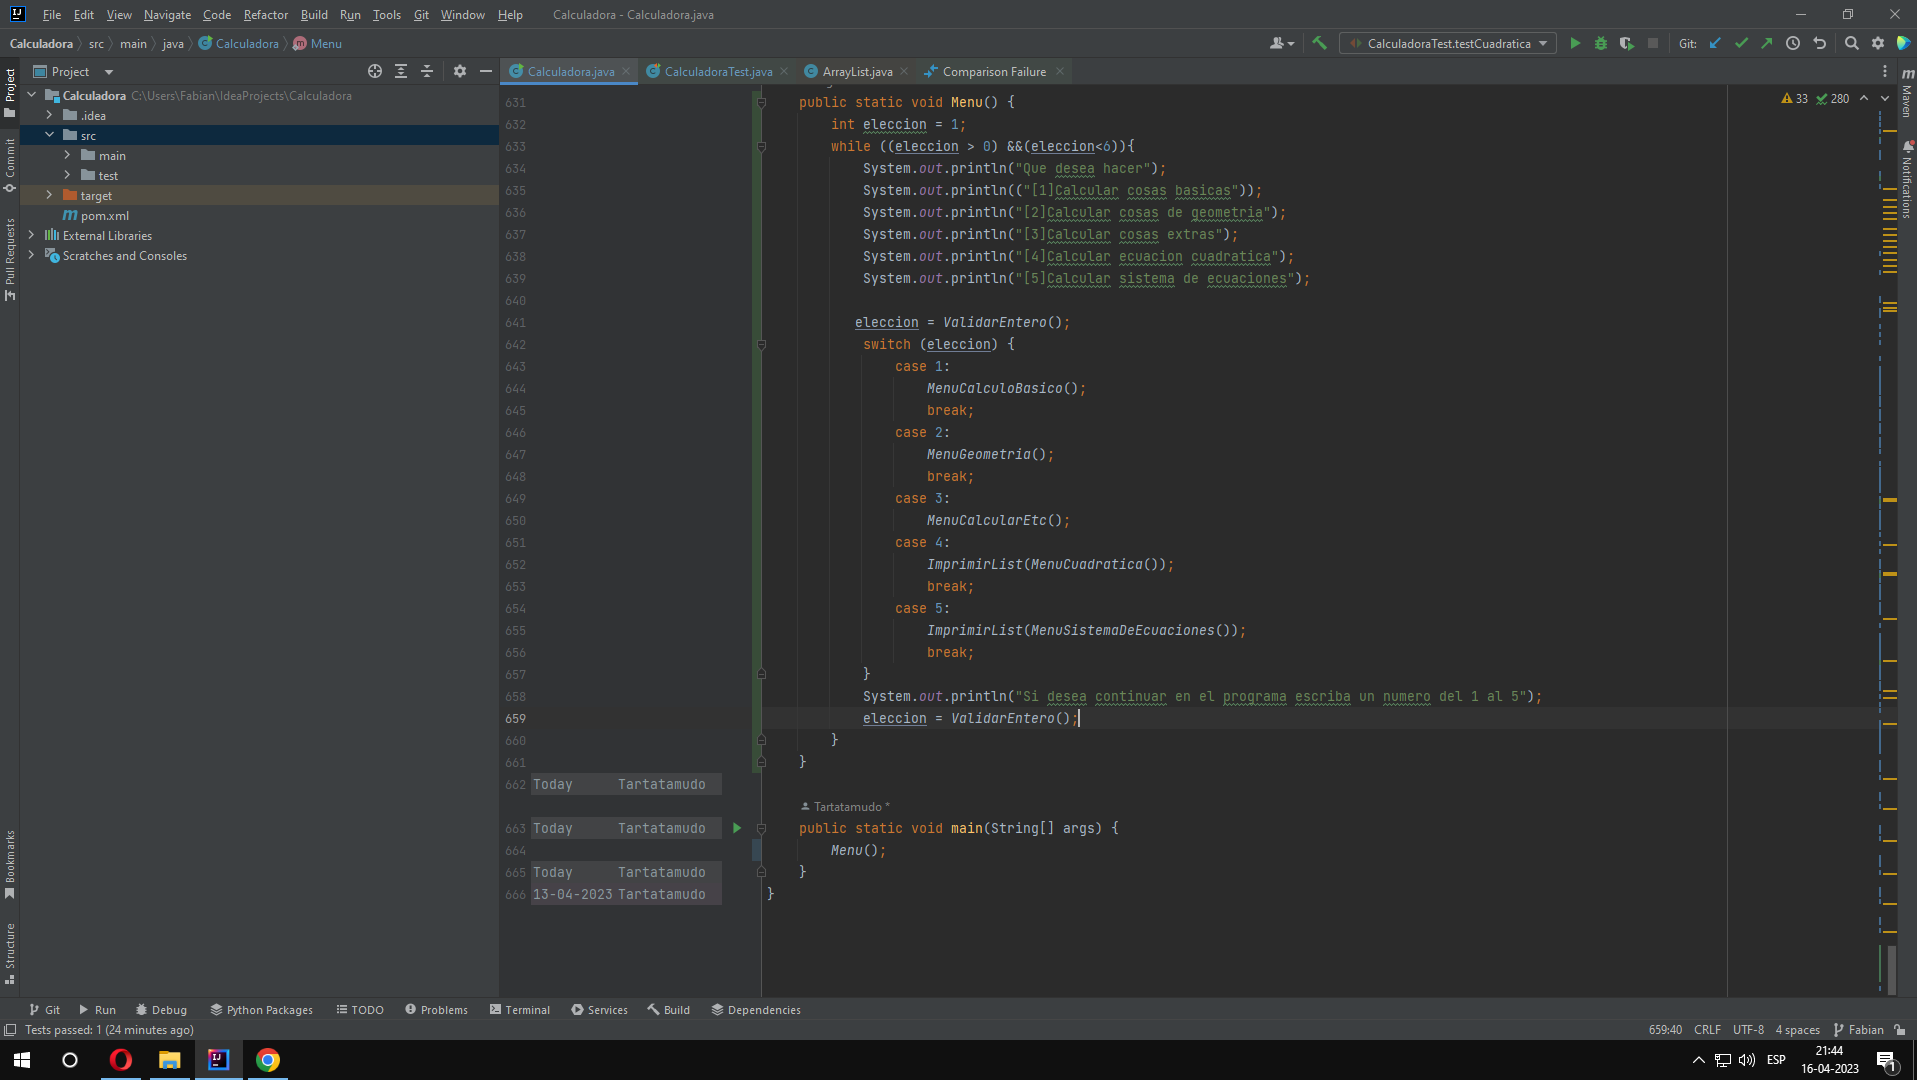 File Edit View Navigate Code Refactor Build Run Tools Git Window Help Calculadora - Calculadora.java
Calculadora src main java Calculadora Menu CalculadoraTest.testCuadratica Git:
Project
Calculadora.java CalculadoraTest.java ArrayList.java Comparison Failure
Calculadora C:\Users\Fabian\IdeaProjects\Calculadora
.idea
src
main
test
target
pom.xml
External Libraries
Scratches and Consoles
Project
Commit
Pull Requests
Bookmarks
Structure
Maven
Notifications
33 280
631 public static void Menu() {
632 int eleccion = 1;
633 while ((eleccion > 0) &&(eleccion<6)){
634 System.out.println("Que desea hacer");
635 System.out.println(("[1]Calcular cosas basicas"));
636 System.out.println("[2]Calcular cosas de geometria");
637 System.out.println("[3]Calcular cosas extras");
638 System.out.println("[4]Calcular ecuacion cuadratica");
639 System.out.println("[5]Calcular sistema de ecuaciones");
640
641 eleccion = ValidarEntero();
642 switch (eleccion) {
643 case 1:
644 MenuCalculoBasico();
645 break;
646 case 2:
647 MenuGeometria();
648 break;
649 case 3:
650 MenuCalcularEtc();
651 case 4:
652 ImprimirList(MenuCuadratica());
653 break;
654 case 5:
655 ImprimirList(MenuSistemaDeEcuaciones());
656 break;
657 }
658 System.out.println("Si desea continuar en el programa escriba un numero del 1 al 5");
659 eleccion = ValidarEntero();
660 }
661 }
662 Today Tartatamudo
Tartatamudo *
663 Today Tartatamudo public static void main(String[] args) {
664 Menu();
665 Today Tartatamudo }
666 13-04-2023 Tartatamudo }
Git Run Debug Python Packages TODO Problems Terminal Services Build Dependencies
Tests passed: 1 (24 minutes ago) 659:40 CRLF UTF-8 4 spaces Fabian
ESP 21:44
16-04-2023
1